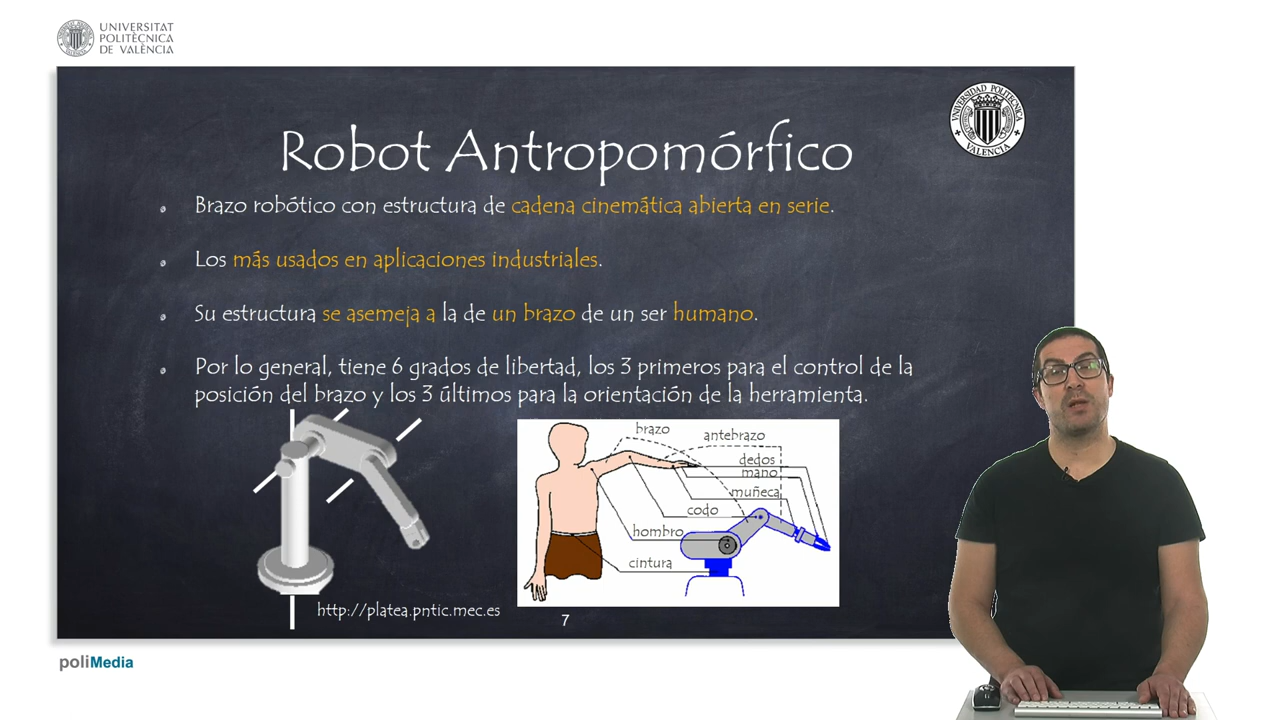 UNIVERSITAT
POLITÈCNICA
DE VALÈNCIA
UNIVERSIDAD POLITECNICA
VALENCIA
Robot Antropomórfico
Brazo robótico con estructura de cadena cinemática abierta en serie.
Los más usados en aplicaciones industriales.
Su estructura se asemeja a la de un brazo de un ser humano.
Por lo general, tiene 6 grados de libertad, los 3 primeros para el control de la
posición del brazo y los 3 últimos para la orientación de la herramienta.
brazo
antebrazo
dedos
mano
muñeca
codo
hombro
cintura
http://platea.pntic.mec.es
7
poliMedia